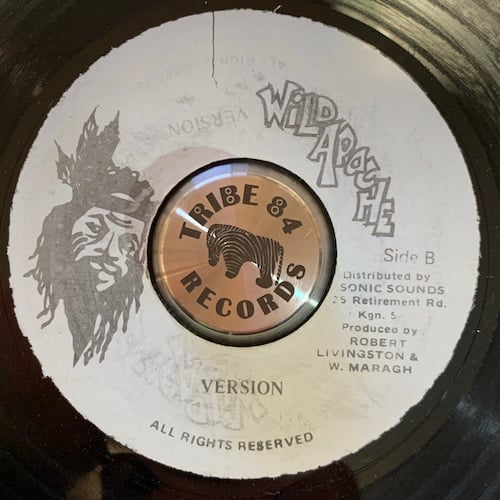 WiLD
APACHE
Side B
Distributed by
SONIC SOUNDS
25 Retirement Rd,
Kgn. 5
Produced by
ROBERT
LIVINGSTON &
W. MARAGH
TRIBE 84
RECORDS
VERSION
ALL RIGHTS RESERVED
VERSION